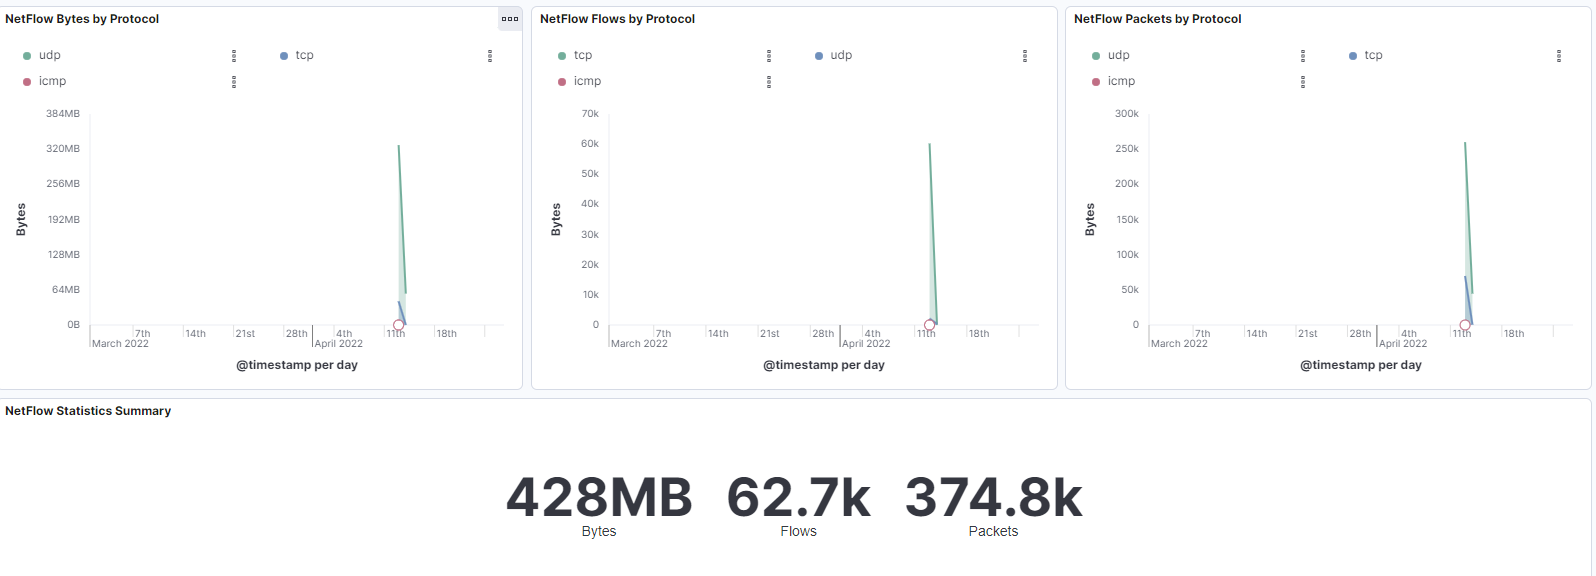 NetFlow Bytes by Protocol
udp
tcp
icmp
384MB
320MB
256MB
192MB
128MB
64MB
0B
Bytes
7th
14th
21st
28th
4th
11th
18th
March 2022
April 2022
@timestamp per day
NetFlow Flows by Protocol
tcp
udp
icmp
70k
60k
50k
40k
30k
20k
10k
0
Bytes
7th
14th
21st
28th
4th
11th
18th
March 2022
April 2022
@timestamp per day
NetFlow Packets by Protocol
udp
tcp
icmp
300k
250k
200k
150k
100k
50k
0
Bytes
7th
14th
21st
28th
4th
11th
18th
March 2022
April 2022
@timestamp per day
NetFlow Statistics Summary
428MB
Bytes
62.7k
Flows
374.8k
Packets